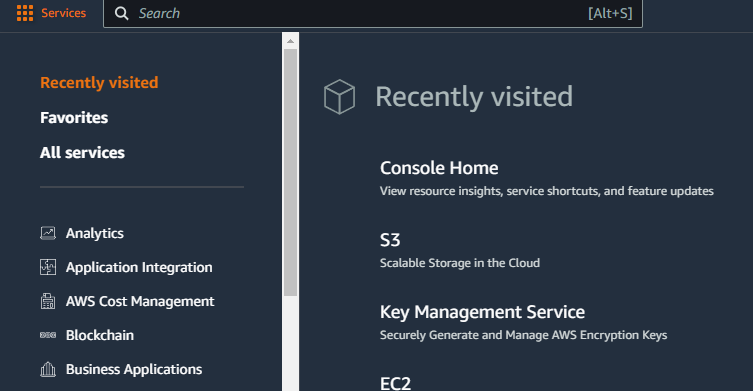 Services
Search [Alt+S]
Recently visited
Favorites
All services
Analytics
Application Integration
AWS Cost Management
Blockchain
Business Applications
Recently visited
Console Home
View resource insights, service shortcuts, and feature updates
S3
Scalable Storage in the Cloud
Key Management Service
Securely Generate and Manage AWS Encryption Keys
EC2